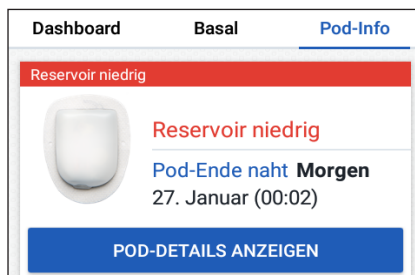 Dashboard Basal Pod-Info
Reservoir niedrig
Reservoir niedrig
Pod-Ende naht Morgen
27. Januar (00:02)
POD-DETAILS ANZEIGEN